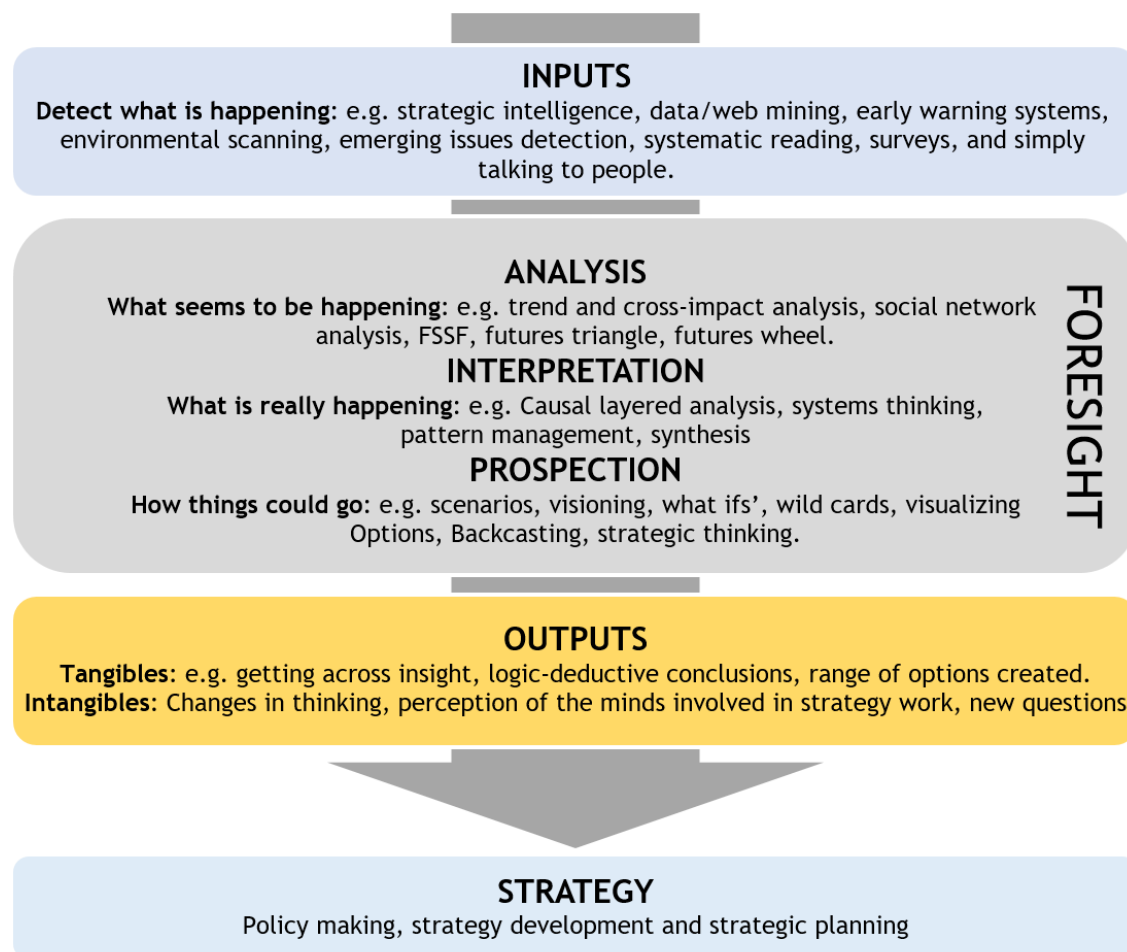 INPUTS
Detect what is happening: e.g. strategic intelligence, data/web mining, early warning systems,
environmental scanning, emerging issues detection, systematic reading, surveys, and simply
talking to people.
ANALYSIS
What seems to be happening: e.g. trend and cross-impact analysis, social network
analysis, FSSF, futures triangle, futures wheel.
INTERPRETATION
What is really happening: e.g. Causal layered analysis, systems thinking,
pattern management, synthesis
PROSPECTION
How things could go: e.g. scenarios, visioning, what ifs’, wild cards, visualizing
Options, Backcasting, strategic thinking.
FORESIGHT
OUTPUTS
Tangibles: e.g. getting across insight, logic-deductive conclusions, range of options created.
Intangibles: Changes in thinking, perception of the minds involved in strategy work, new questions
STRATEGY
Policy making, strategy development and strategic planning